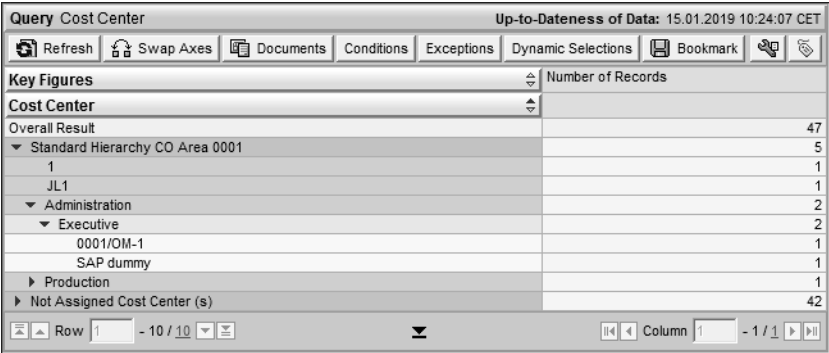 Query Cost Center Up-to-Dateness of Data: 15.01.2019 10:24:07 CET
Refresh Swap Axes Documents Conditions Exceptions Dynamic Selections Bookmark
Key Figures Number of Records
Cost Center
Overall Result 47
Standard Hierarchy CO Area 0001 5
1 1
JL1 1
Administration 2
Executive 2
0001/OM-1 1
SAP dummy 1
Production 1
Not Assigned Cost Center (s) 42
Row 1 - 10 / 10 Column 1 - 1 / 1